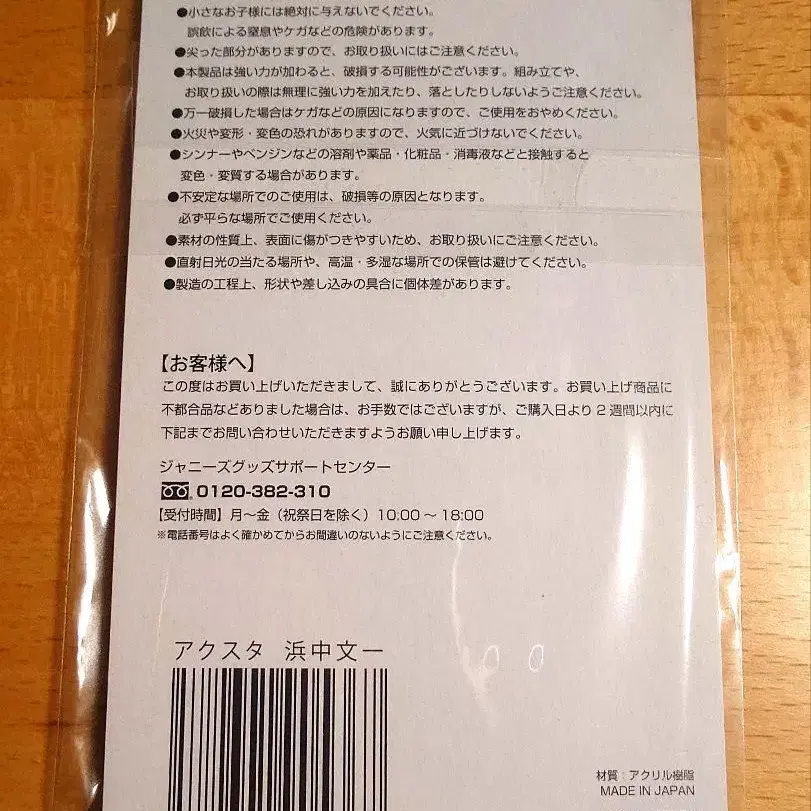 ●小さなお子様には絶対に与えないでください。
誤飲による窒息やケガなどの危険があります。
●尖った部分がありますので、お取り扱いにはご注意ください。
●本製品は強い力が加わると、破損する可能性がございます。組み立てや、
お取り扱いの際は無理に強い力を加えたり、落としたりしないようご注意ください。
●万一破損した場合はケガなどの原因になりますので、ご使用をおやめください。
●火災や変形・変色の恐れがありますので、火気に近づけないでください。
●シンナーやベンジンなどの溶剤や薬品・化粧品・消毒液などと接触すると
変色・変質する場合があります。
●不安定な場所でのご使用は、破損等の原因となります。
必ず平らな場所でご使用ください。
●素材の性質上、表面に傷がつきやすいため、お取り扱いにご注意ください。
●直射日光の当たる場所や、高温・多湿な場所での保管は避けてください。
●製造の工程上、形状や差し込みの具合に個体差があります。
【お客様へ】
この度はお買い上げいただきまして、誠にありがとうございます。お買い上げ商品に
不都合品などありました場合は、お手数ではございますが、ご購入日より2週間以内に
下記までお問い合わせいただきますようお願い申し上げます。
ジャニーズグッズサポートセンター
0120-382-310
【受付時間】月～金（祝祭日を除く）10:00～18:00
※電話番号はよく確かめてからお間違いのないようにご注意ください。
アクスタ 浜中文一
材質：アクリル樹脂
MADE IN JAPAN